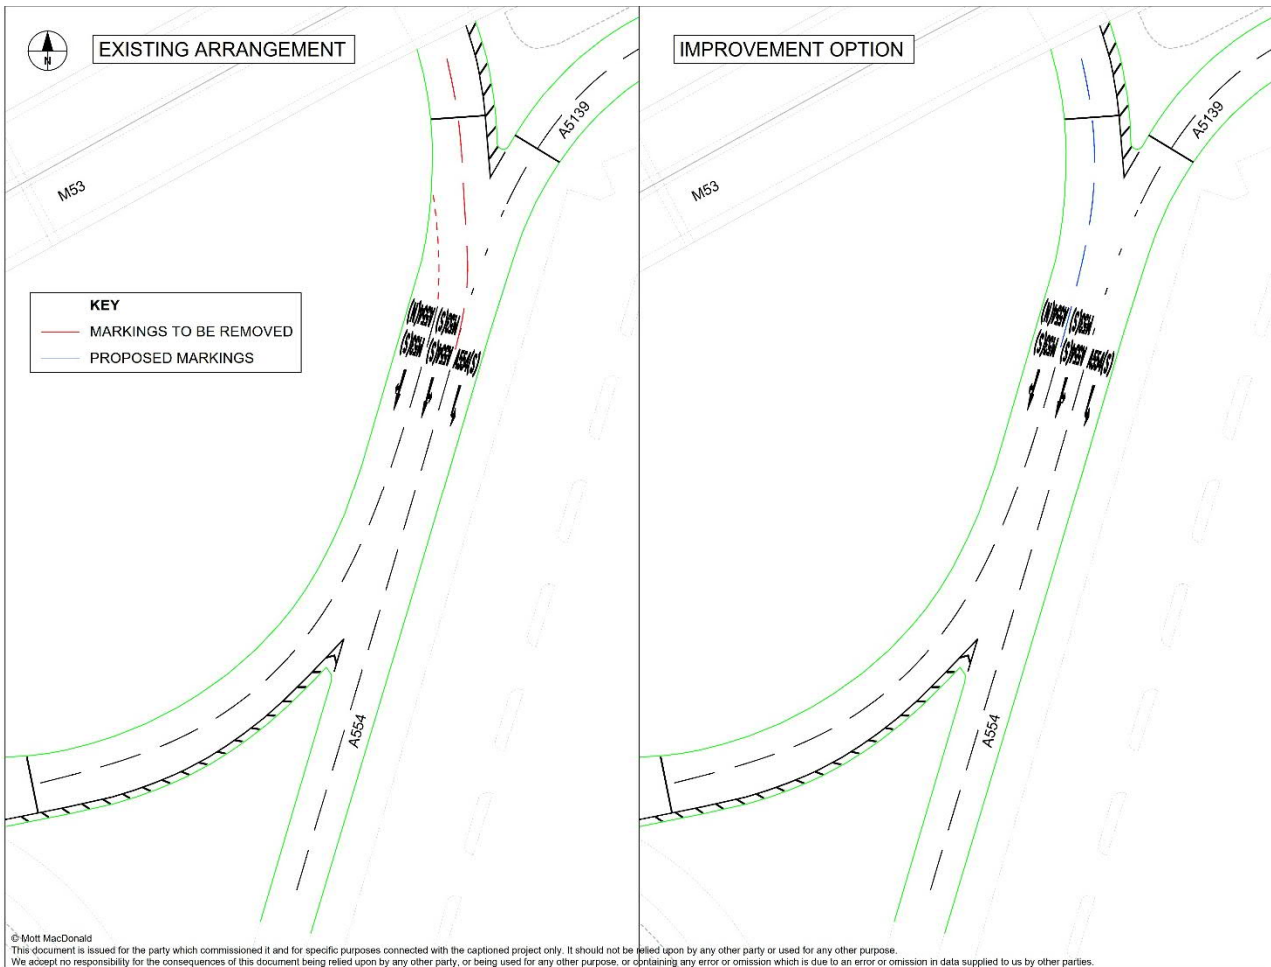 EXISTING ARRANGEMENT
N
A5139
M53
KEY
MARKINGS TO BE REMOVED
PROPOSED MARKINGS
A554
IMPROVEMENT OPTION
A5139
M53
A554
© Mott MacDonald
This document is issued for the party which commissioned it and for specific purposes connected with the captioned project only. It should not be relied upon by any other party or used for any other purpose.
We accept no responsibility for the consequences of this document being relied upon by any other party, or being used for any other purpose, or containing any error or omission which is due to an error or omission in data supplied to us by other parties.